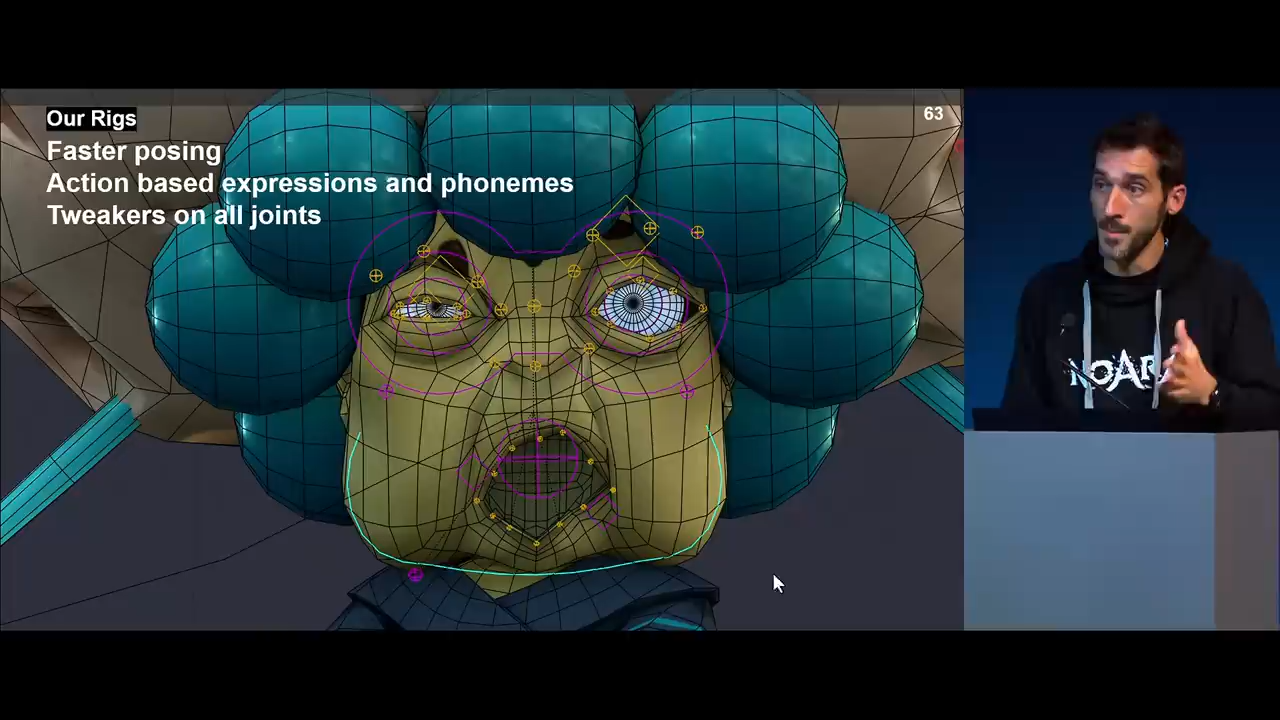 Our Rigs
63
Faster posing
Action based expressions and phonemes
Tweakers on all joints